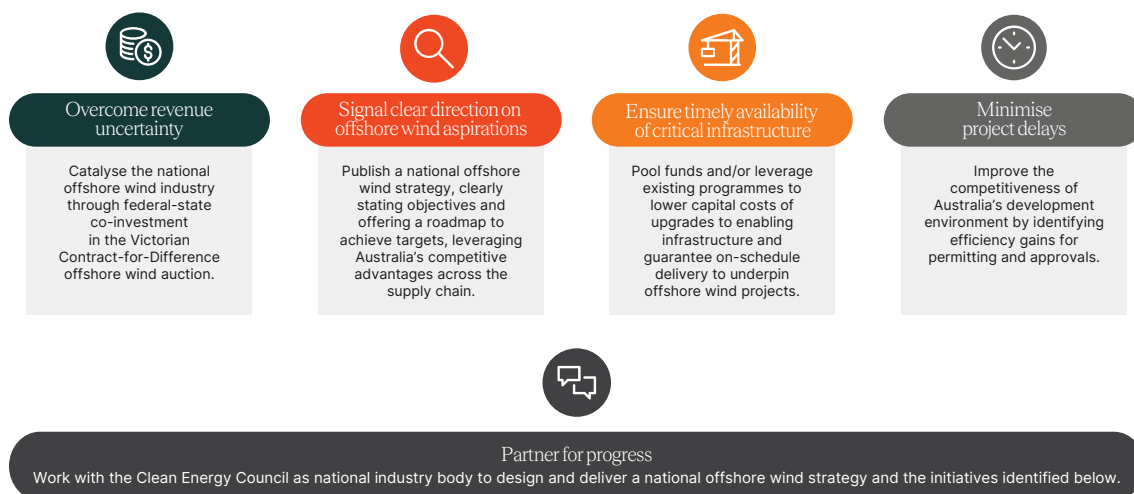 Overcome revenue
uncertainty
Catalyse the national
offshore wind industry
through federal-state
co-investment
in the Victorian
Contract-for-Difference
offshore wind auction.
Signal clear direction on
offshore wind aspirations
Publish a national offshore
wind strategy, clearly
stating objectives and
offering a roadmap to
achieve targets, leveraging
Australia’s competitive
advantages across the
supply chain.
Ensure timely availability
of critical infrastructure
Pool funds and/or leverage
existing programmes to
lower capital costs of
upgrades to enabling
infrastructure and
guarantee on-schedule
delivery to underpin
offshore wind projects.
Minimise
project delays
Improve the
competitiveness of
Australia’s development
environment by identifying
efficiency gains for
permitting and approvals.
Partner for progress
Work with the Clean Energy Council as national industry body to design and deliver a national offshore wind strategy and the initiatives identified below.